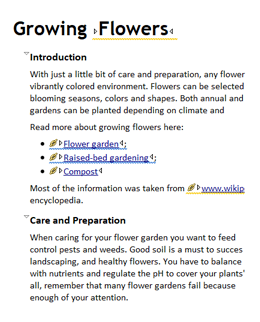 Growing Flowers
Introduction
With just a little bit of care and preparation, any flower
vibrantly colored environment. Flowers can be selected
blooming seasons, colors and shapes. Both annual and
gardens can be planted depending on climate and
Read more about growing flowers here:
Flower garden;
Raised-bed gardening;
Compost
Most of the information was taken from www.wikip
encyclopedia.
Care and Preparation
When caring for your flower garden you want to feed
control pests and weeds. Good soil is a must to succes
landscaping, and healthy flowers. You have to balance
with nutrients and regulate the pH to cover your plants'
all, remember that many flower gardens fail because
enough of your attention.